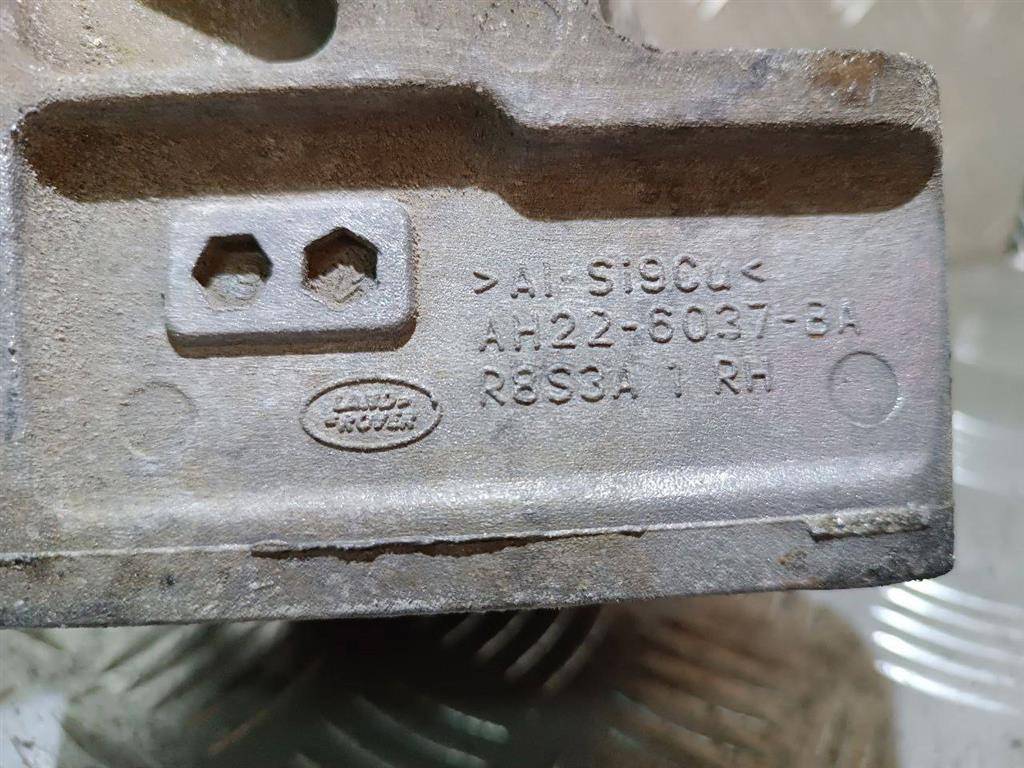 >Al-Si9Cu<
AH22-6037-BA
R8S3A 1 RH
LAND-
-ROVER